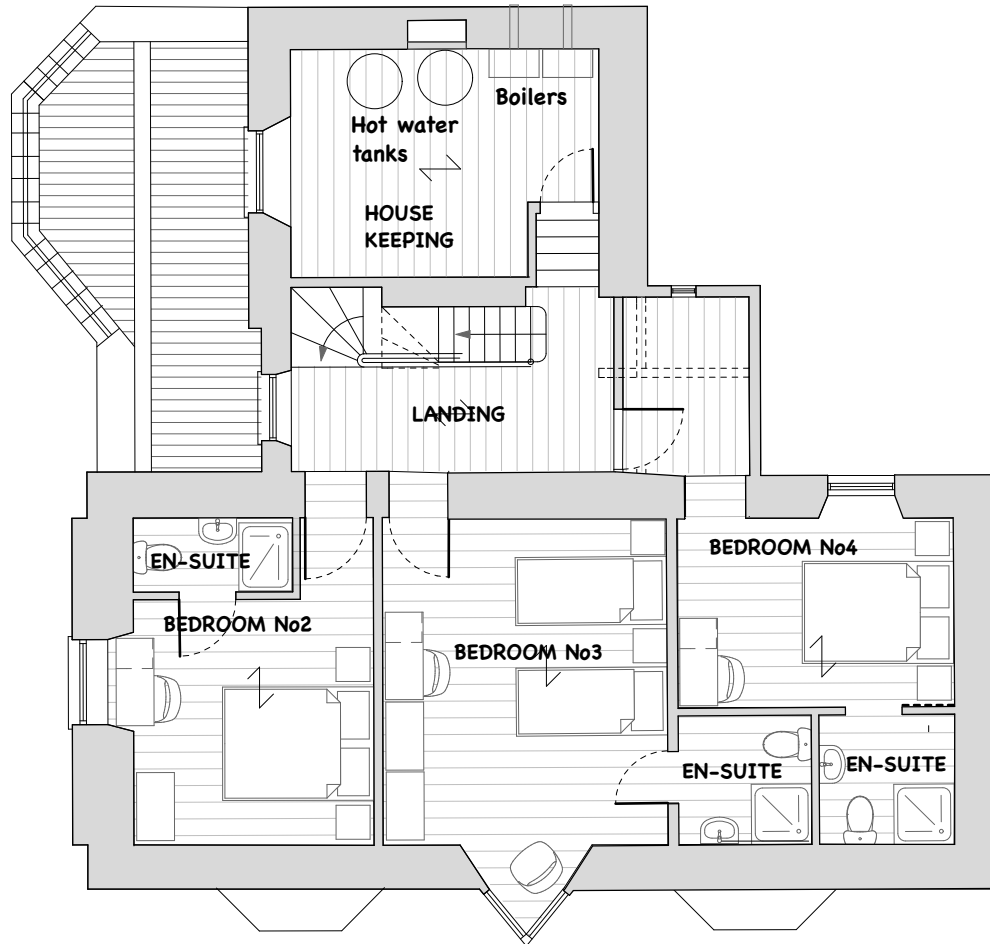 Boilers
Hot water
tanks
HOUSE
KEEPING
LANDING
EN-SUITE
BEDROOM No4
BEDROOM No2
BEDROOM No3
EN-SUITE
EN-SUITE